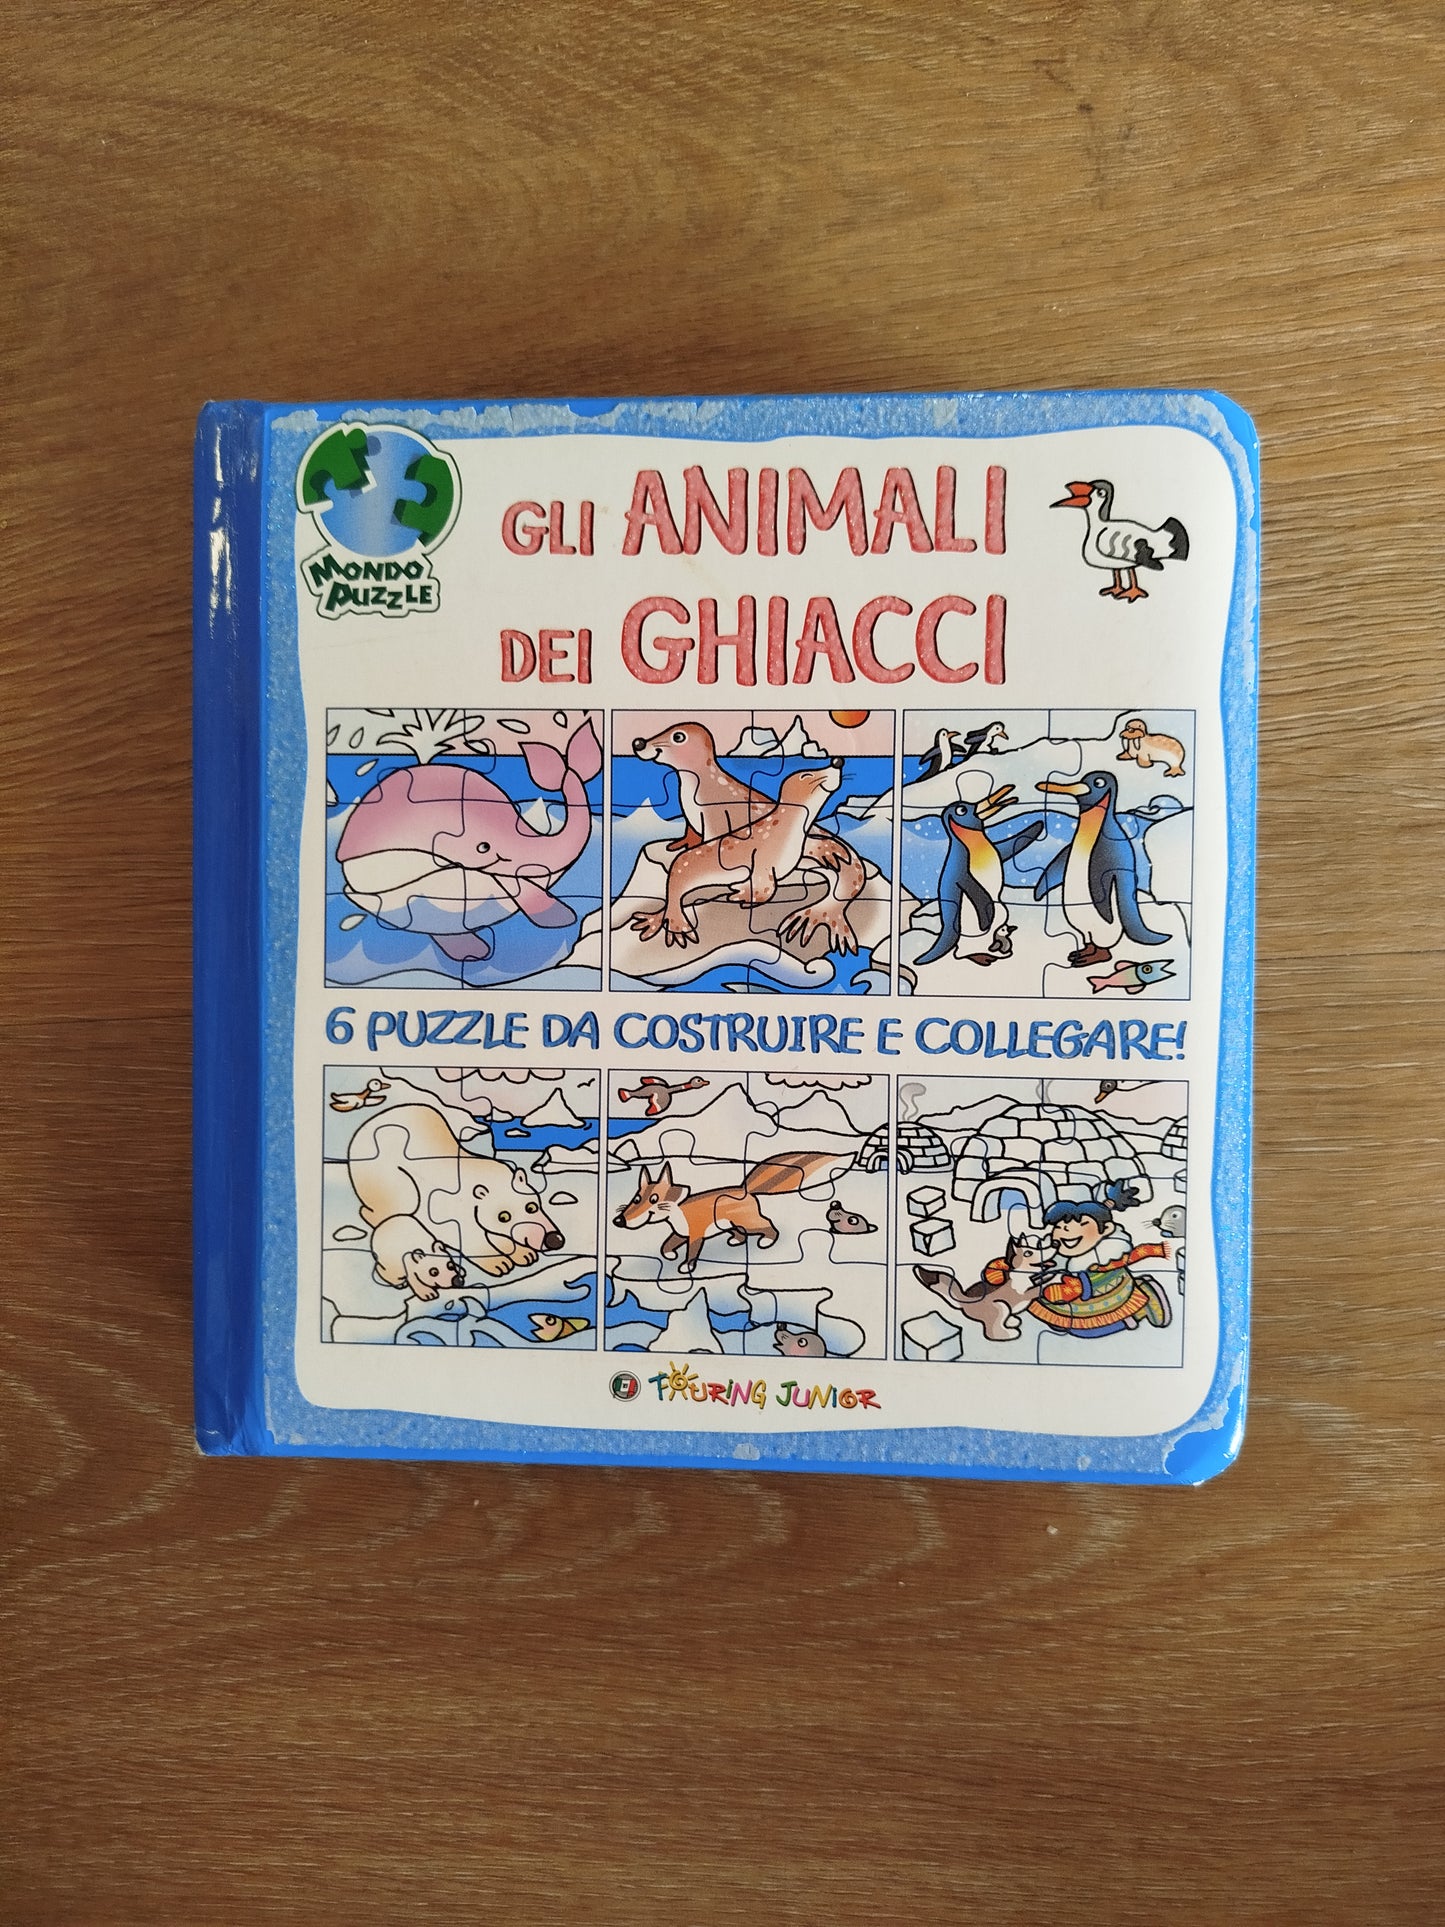 MONDO
PUZZLE
GLI ANIMALI
DEI GHIACCI
6 PUZZLE DA COSTRUIRE E COLLEGARE!
TOURING JUNIOR